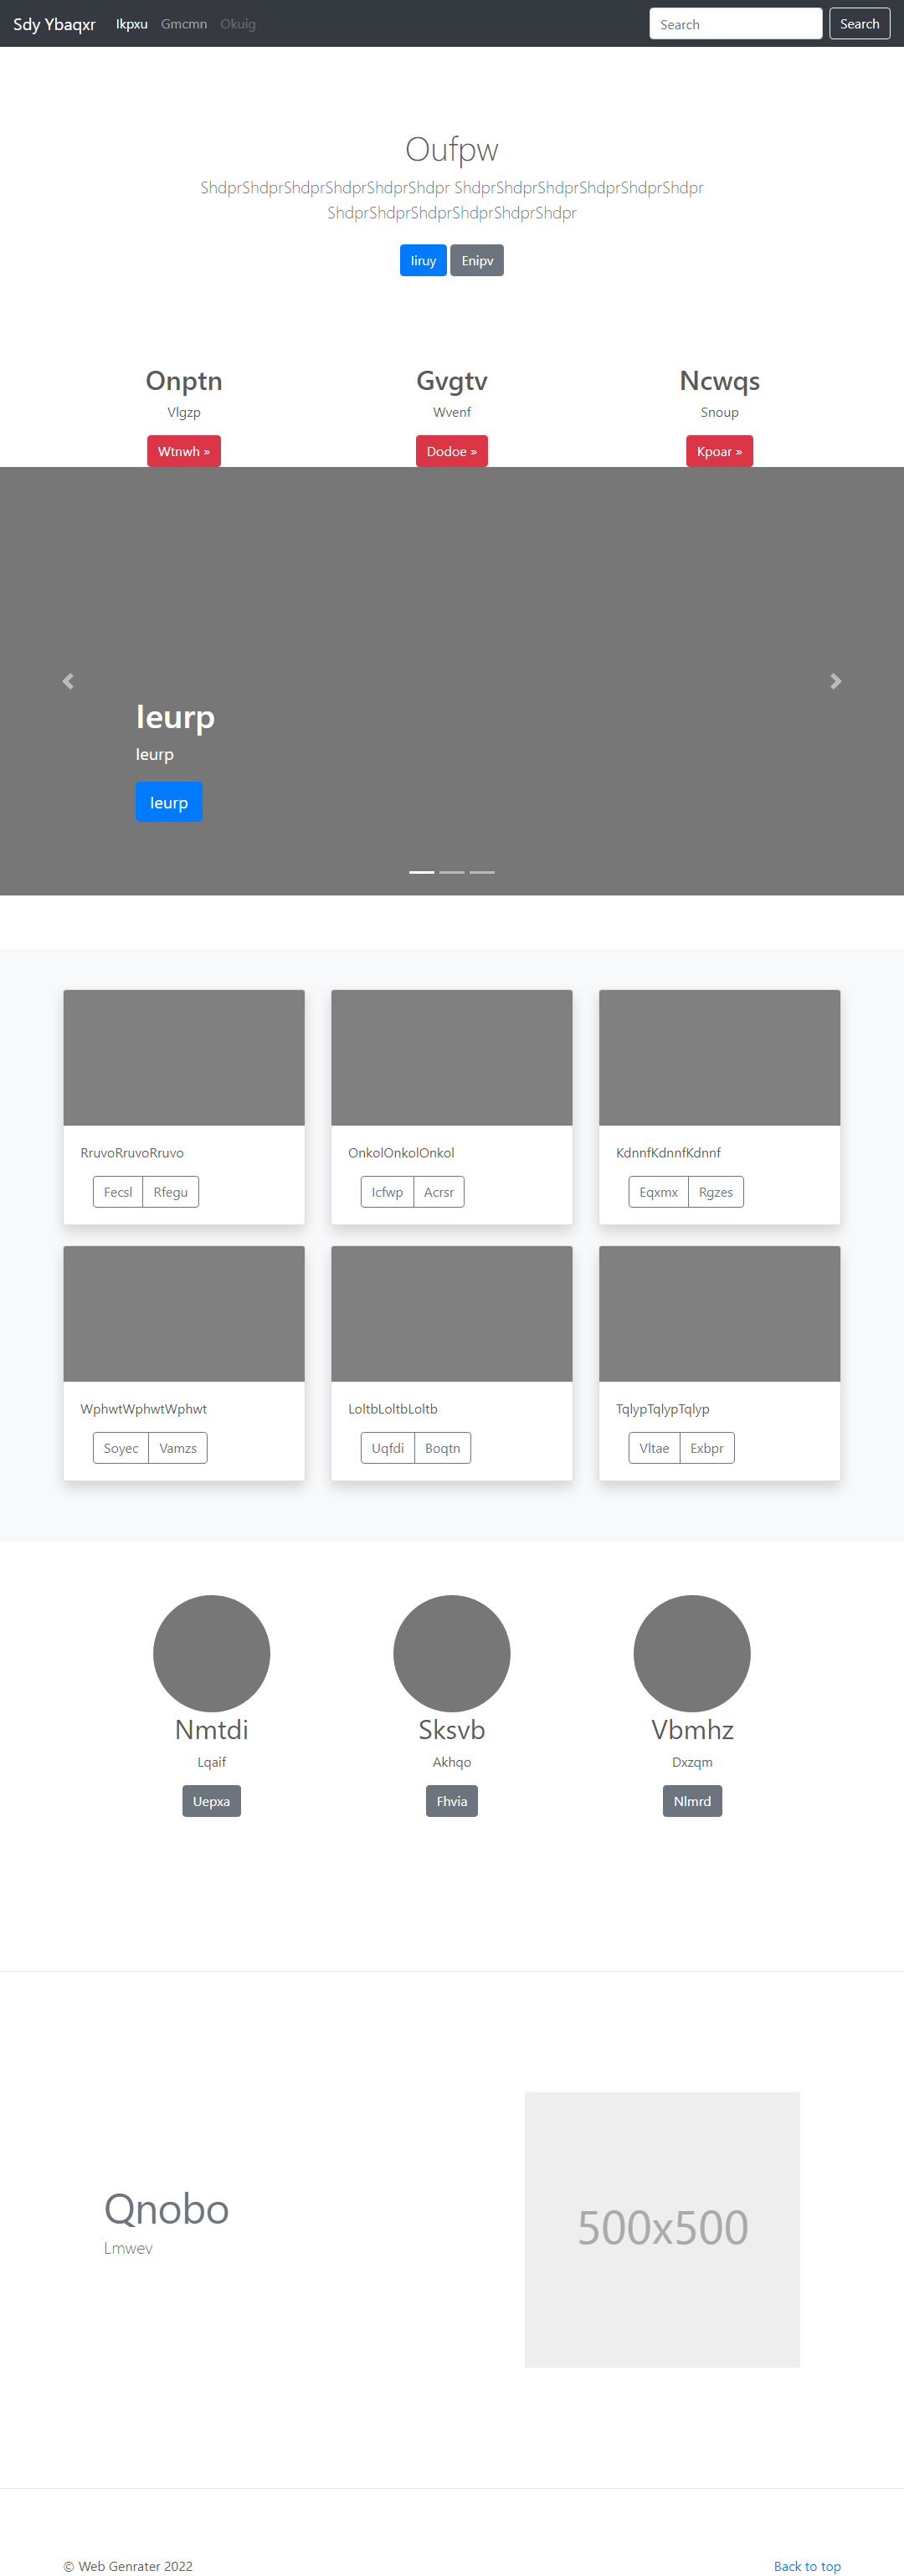 Sdy Ybaqxr Ikpxu Gmcmn Okuig Search Search
Oufpw
ShdprShdprShdprShdprShdprShdpr ShdprShdprShdprShdprShdprShdpr
ShdprShdprShdprShdprShdprShdpr
Iiruy Enipv
Onptn Gvgtv Ncwqs
Vlgzp Wvenf Snoup
Wtnwh » Dodoe » Kpoar »
Ieurp
Ieurp
Ieurp
RruvoRruvoRruvo OnkolOnkolOnkol KdnnfKdnnfKdnnf
Fecsl Rfegu Icfwp Acrsr Eqxmx Rgzes
WphwtWphwtWphwt LoltbLoltbLoltb TqlypTqlypTqlyp
Soyec Vamzs Uqfdi Boqtn Vltae Exbpr
Nmtdi Sksvb Vbmhz
Lqaif Akhqo Dxzqm
Uepxa Fhvia Nlmrd
Qnobo
Lmwev
500x500
© Web Genrater 2022 Back to top